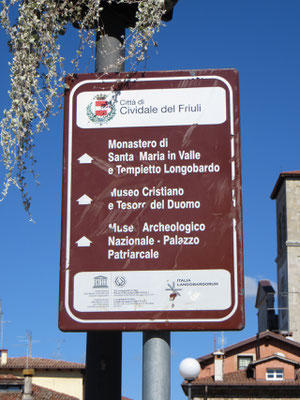 Città di
Cividale del Friuli
Monastero di
Santa Maria in Valle
e Tempietto Longobardo
Museo Cristiano
e Tesoro del Duomo
Muse Archeologico
Nazionale - Palazzo
Patriarcale
ITALIA
LANGOBARDORUM